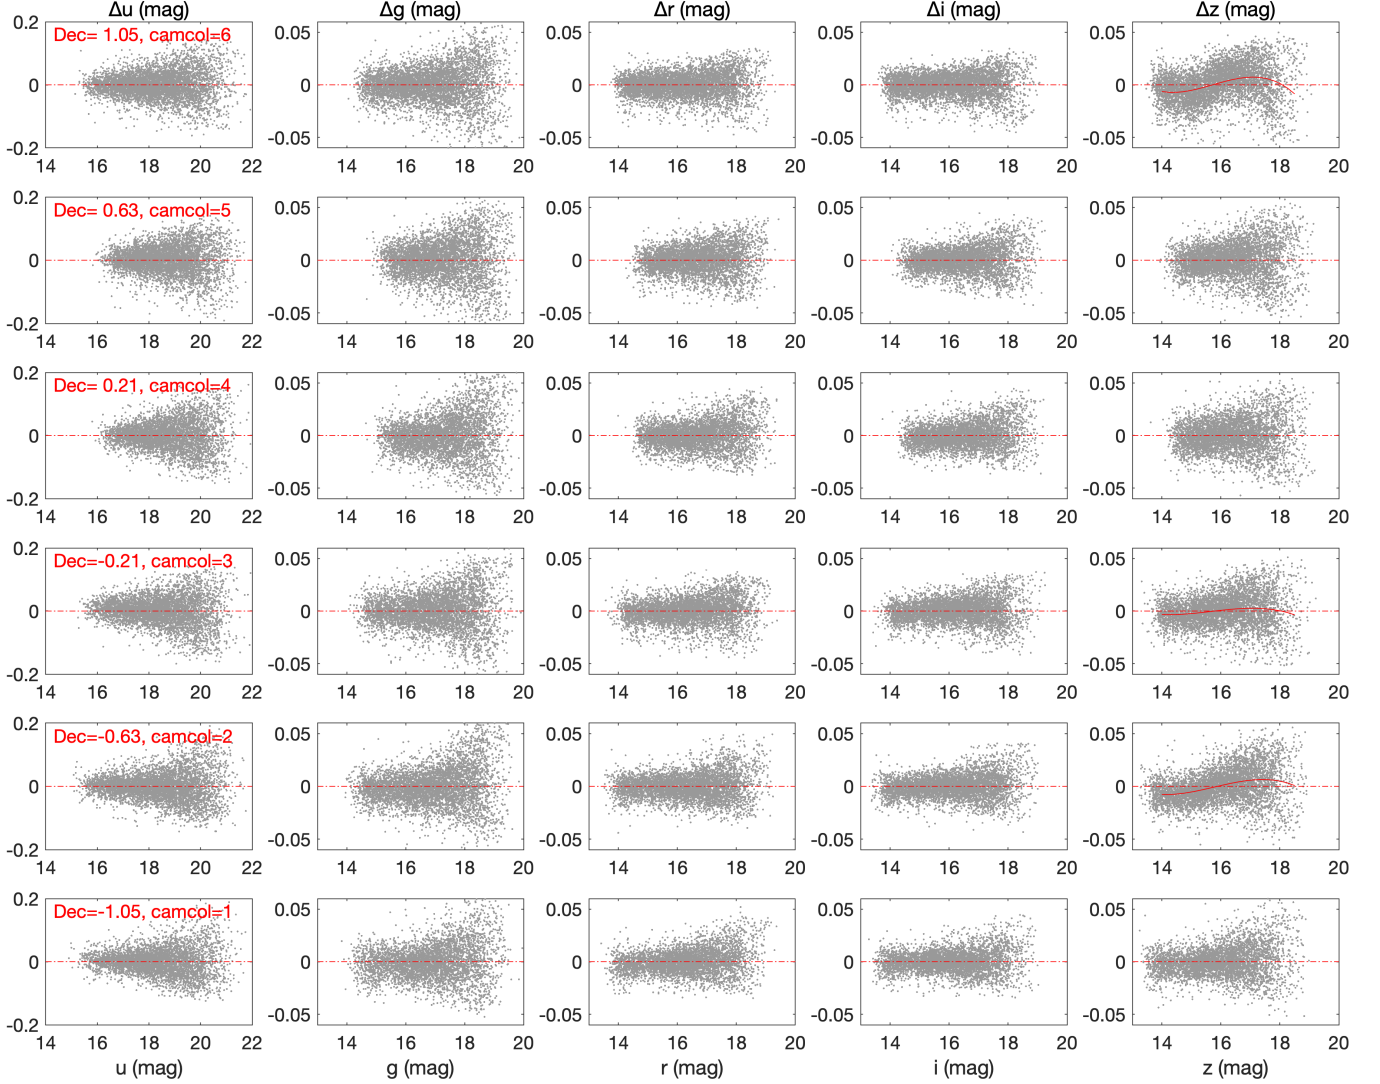 Δu (mag) Δg (mag) Δr (mag) Δi (mag) Δz (mag)
0.2 0.05 0.05 0.05 0.05
Dec= 1.05, camcol=6
0 0 0 0 0
-0.05 -0.05 -0.05 -0.05
-0.2
14 16 18 20 22 14 16 18 20 14 16 18 20 14 16 18 20 14 16 18 20
0.2 0.05 0.05 0.05 0.05
Dec= 0.63, camcol=5
0 0 0 0 0
-0.05 -0.05 -0.05 -0.05
-0.2
14 16 18 20 22 14 16 18 20 14 16 18 20 14 16 18 20 14 16 18 20
0.2 0.05 0.05 0.05 0.05
Dec= 0.21, camcol=4
0 0 0 0 0
-0.05 -0.05 -0.05 -0.05
-0.2
14 16 18 20 22 14 16 18 20 14 16 18 20 14 16 18 20 14 16 18 20
0.2 0.05 0.05 0.05 0.05
Dec=-0.21, camcol=3
0 0 0 0 0
-0.05 -0.05 -0.05 -0.05
-0.2
14 16 18 20 22 14 16 18 20 14 16 18 20 14 16 18 20 14 16 18 20
0.2 0.05 0.05 0.05 0.05
Dec=-0.63, camcol=2
0 0 0 0 0
-0.05 -0.05 -0.05 -0.05
-0.2
14 16 18 20 22 14 16 18 20 14 16 18 20 14 16 18 20 14 16 18 20
0.2 0.05 0.05 0.05 0.05
Dec=-1.05, camcol=1
0 0 0 0 0
-0.05 -0.05 -0.05 -0.05
-0.2
14 16 18 20 22 14 16 18 20 14 16 18 20 14 16 18 20 14 16 18 20
u (mag) g (mag) r (mag) i (mag) z (mag)